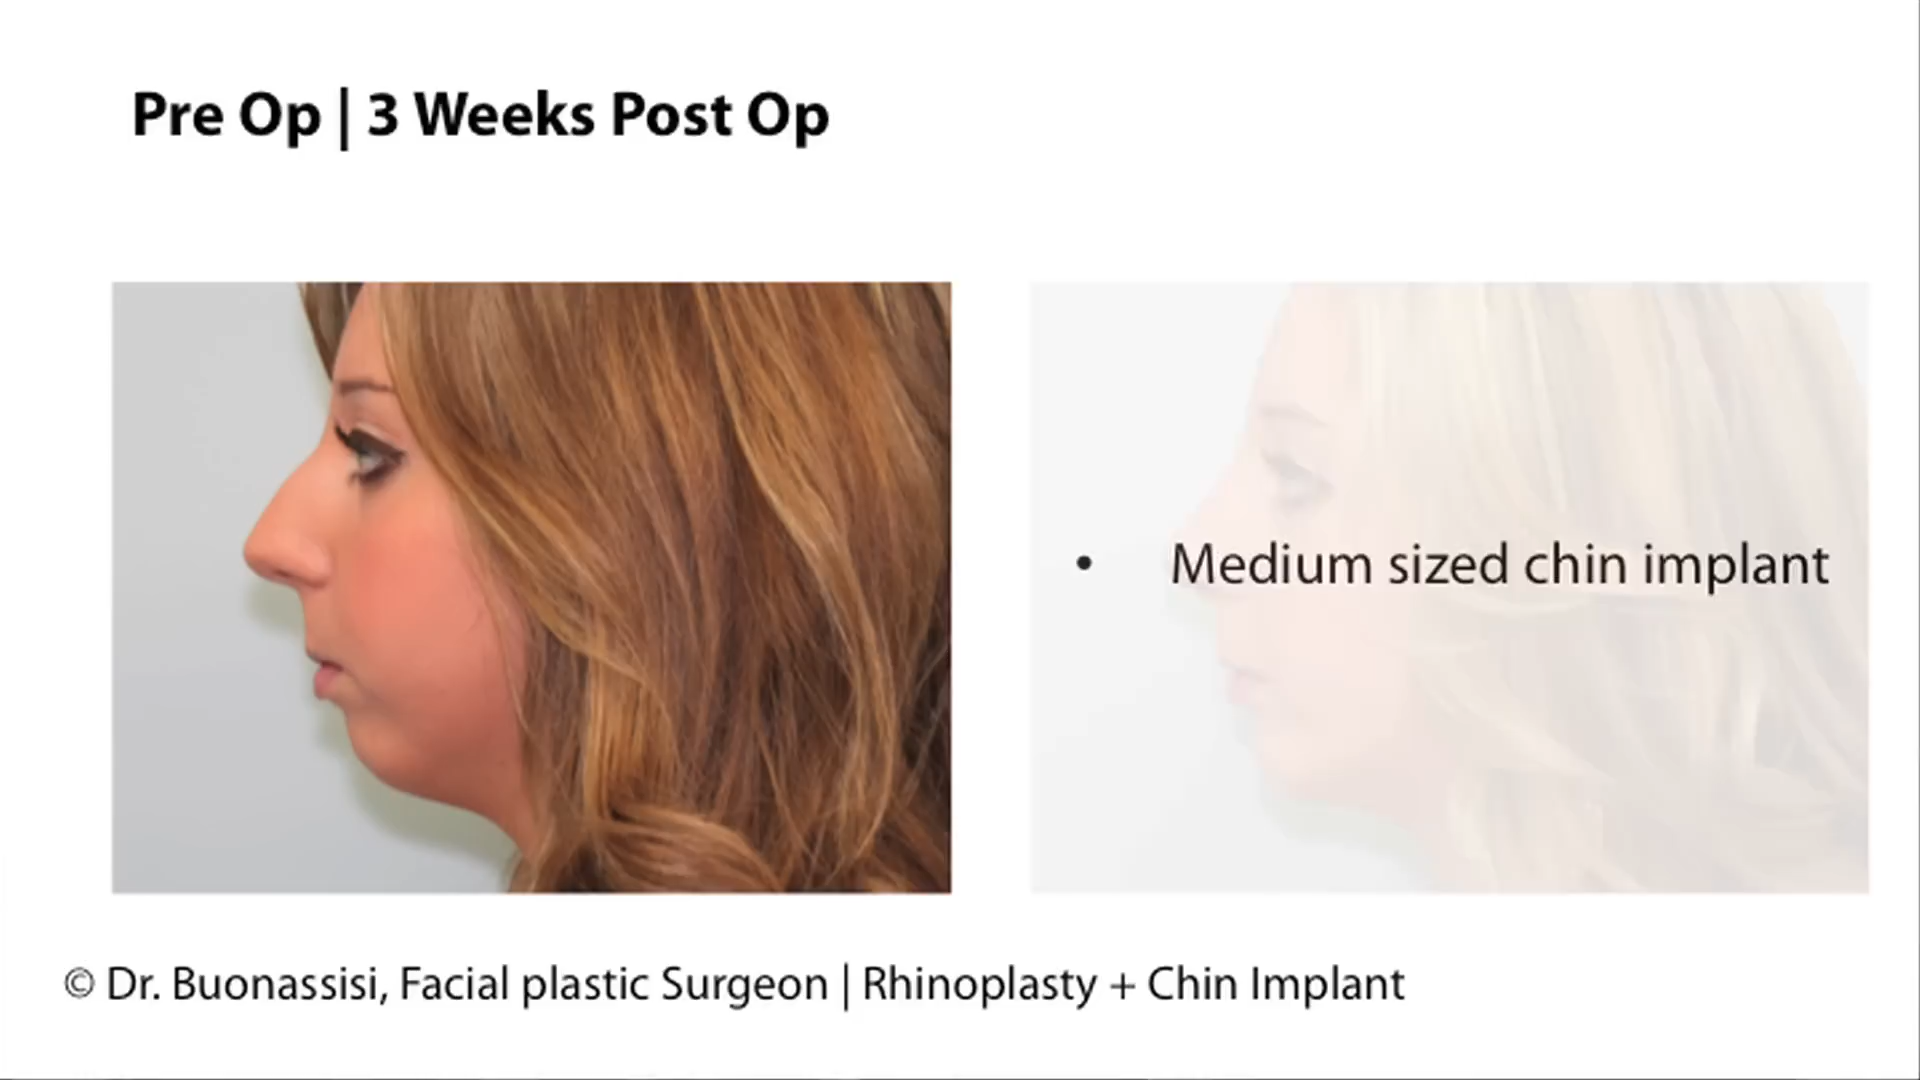 Pre Op | 3 Weeks Post Op
• Medium sized chin implant
© Dr. Buonassisi, Facial plastic Surgeon | Rhinoplasty + Chin Implant